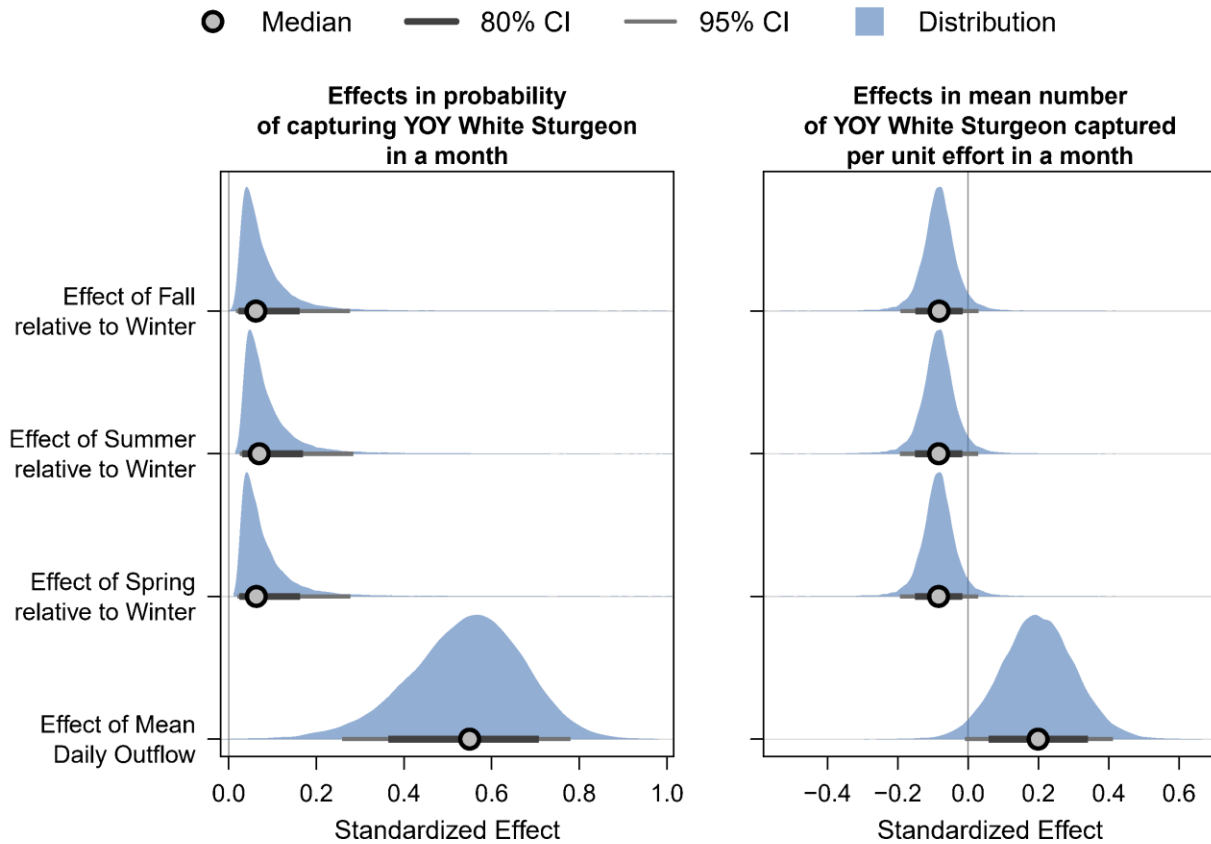 Median 80% CI 95% CI Distribution
Effects in probability
of capturing YOY White Sturgeon
in a month
Effects in mean number
of YOY White Sturgeon captured
per unit effort in a month
Effect of Fall
relative to Winter
Effect of Summer
relative to Winter
Effect of Spring
relative to Winter
Effect of Mean
Daily Outflow
0.0 0.2 0.4 0.6 0.8 1.0
Standardized Effect
−0.4 −0.2 0.0 0.2 0.4 0.6
Standardized Effect